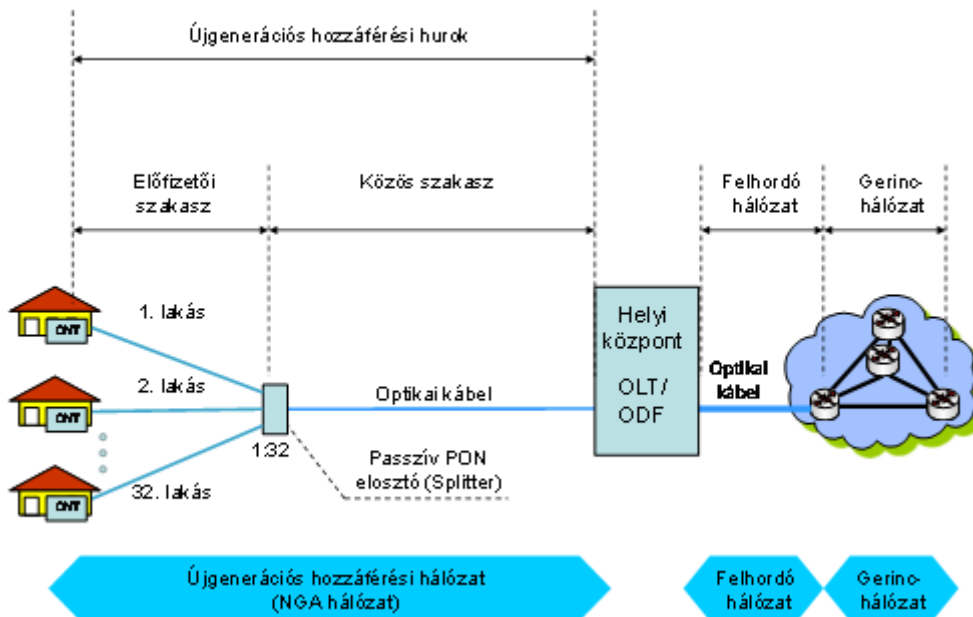 Újgenerációs hozzáférési hurok
Előfizetői
szakasz
Közös szakasz
Felhordó
hálózat
Gerinc-
hálózat
1. lakás
ONT
2. lakás
ONT
32. lakás
ONT
1:32
Optikai kábel
Passzív PON
elosztó (Splitter)
Helyi
központ
OLT/
ODF
Optikai
kábel
Újgenerációs hozzáférési hálózat
(NGA hálózat)
Felhordó
hálózat
Gerinc-
hálózat